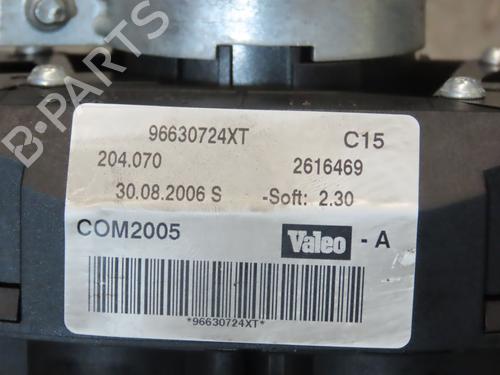 96630724XT C15
204.070 2616469
30.08.2006 S -Soft: 2.30
COM2005 Valeo - A
*96630724XT*
B-PARTS